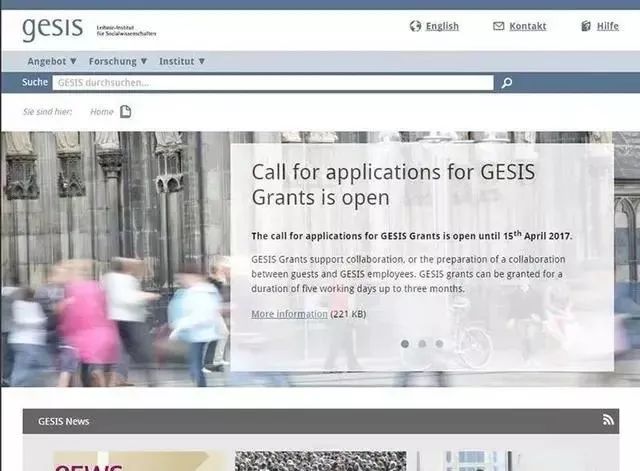 gesis
Leibniz-Institut
für Sozialwissenschaften
English
Kontakt
Hilfe
Angebot ▼ Forschung ▼ Institut ▼
Suche GESIS durchsuchen...
Sie sind hier: Home
Call for applications for GESIS
Grants is open
The call for applications for GESIS Grants is open until 15th April 2017.
GESIS Grants support collaboration, or the preparation of a collaboration
between guests and GESIS employees. GESIS grants can be granted for a
duration of five working days up to three months.
More information (221 KB)
GESIS News